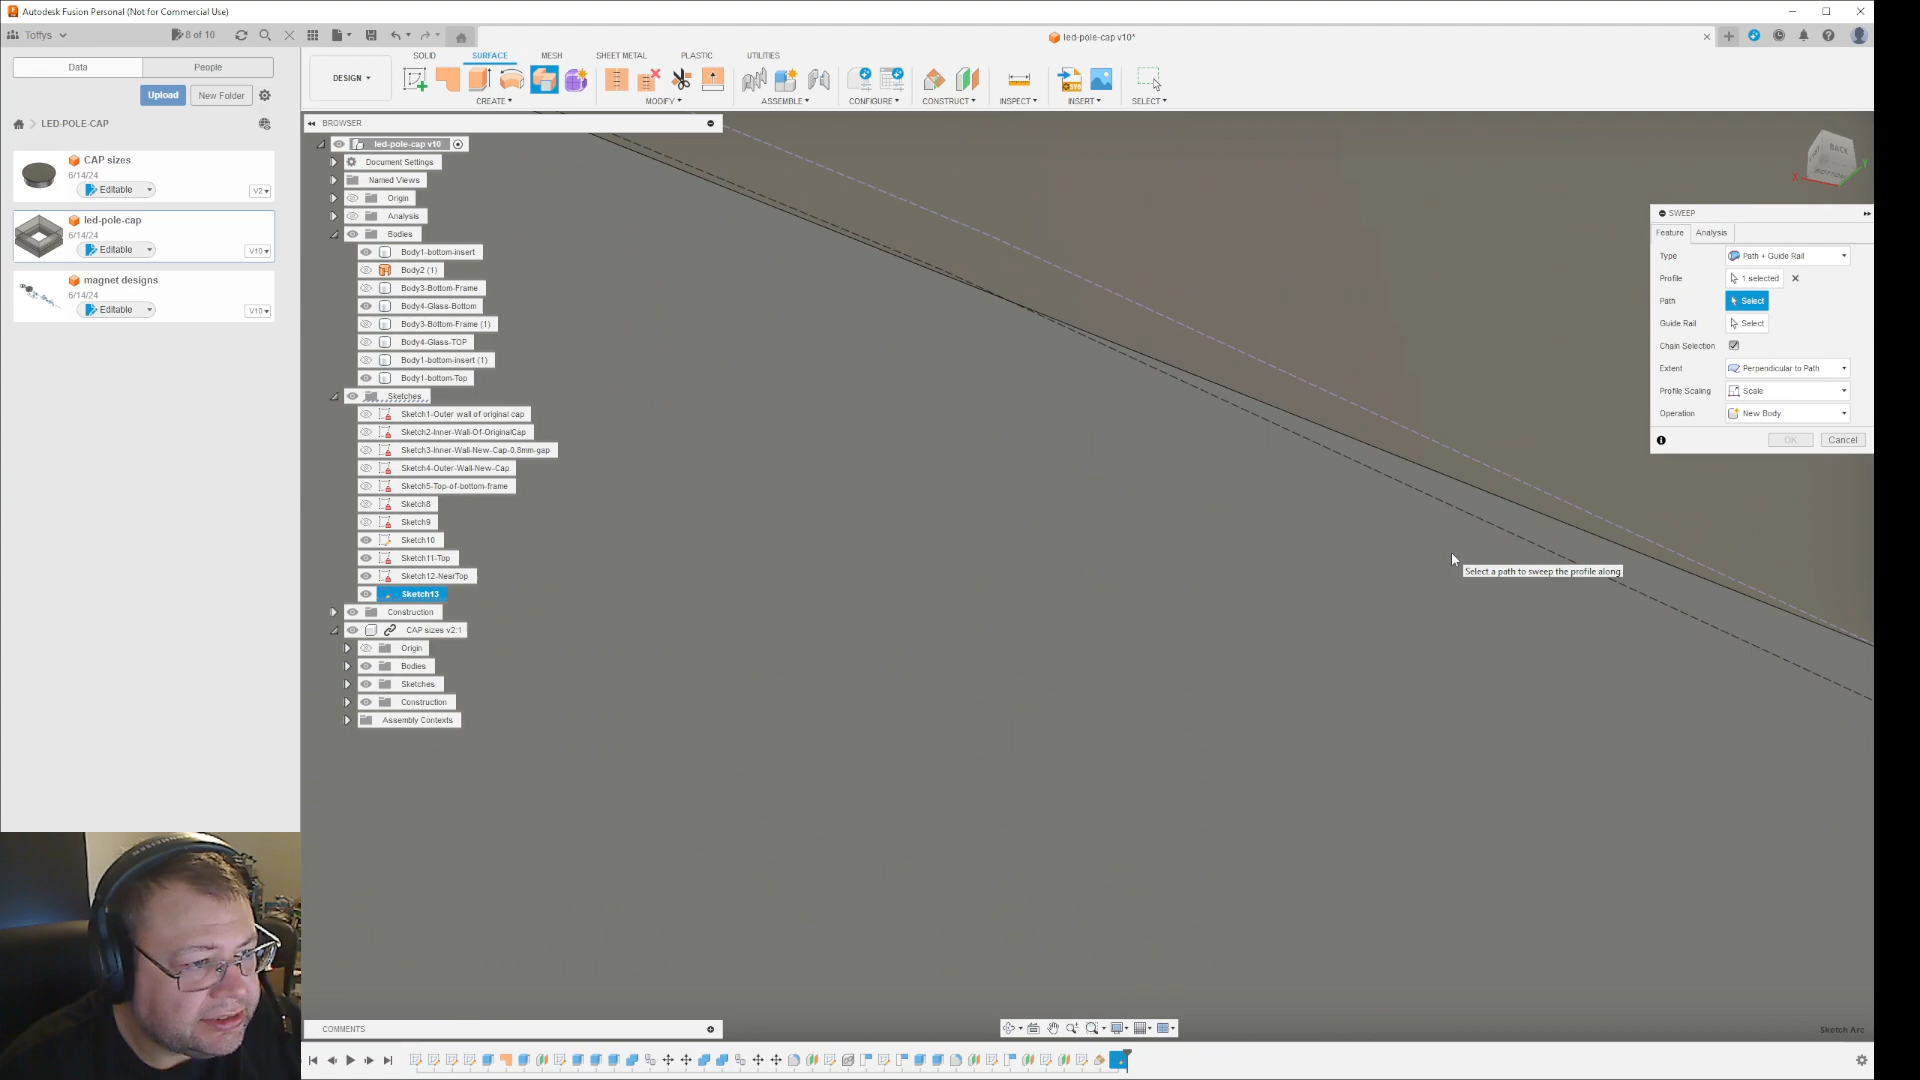 Autodesk Fusion Personal (Not for Commercial Use)
Toffys
8 of 10
led-pole-cap v10*
Data
People
Upload
New Folder
LED-POLE-CAP
CAP sizes
6/14/24
Editable
V2
led-pole-cap
6/14/24
Editable
V10
magnet designs
6/14/24
Editable
V10
DESIGN
SOLID
SURFACE
MESH
SHEET METAL
PLASTIC
UTILITIES
CREATE
MODIFY
ASSEMBLE
CONFIGURE
CONSTRUCT
INSPECT
INSERT
SELECT
BROWSER
led-pole-cap v10
Document Settings
Named Views
Origin
Analysis
Bodies
Body1-bottom-insert
Body2 (1)
Body3-Bottom-Frame
Body4-Glass-Bottom
Body3-Bottom-Frame (1)
Body4-Glass-TOP
Body1-bottom-insert (1)
Body1-bottom-Top
Sketches
Sketch1-Outer wall of original cap
Sketch2-Inner-Wall-Of-OriginalCap
Sketch3-Inner-Wall-New-Cap-0.8mm-gap
Sketch4-Outer-Wall-New-Cap
Sketch5-Top-of-bottom-frame
Sketch8
Sketch9
Sketch10
Sketch11-Top
Sketch12-NearTop
Sketch13
Construction
CAP sizes v2:1
Origin
Bodies
Sketches
Construction
Assembly Contexts
BACK
BOTTOM
X
Y
SWEEP
Feature
Analysis
Type
Path + Guide Rail
Profile
1 selected
Path
Select
Guide Rail
Select
Chain Selection
Extent
Perpendicular to Path
Profile Scaling
Scale
Operation
New Body
OK
Cancel
Select a path to sweep the profile along
COMMENTS
Sketch Arc